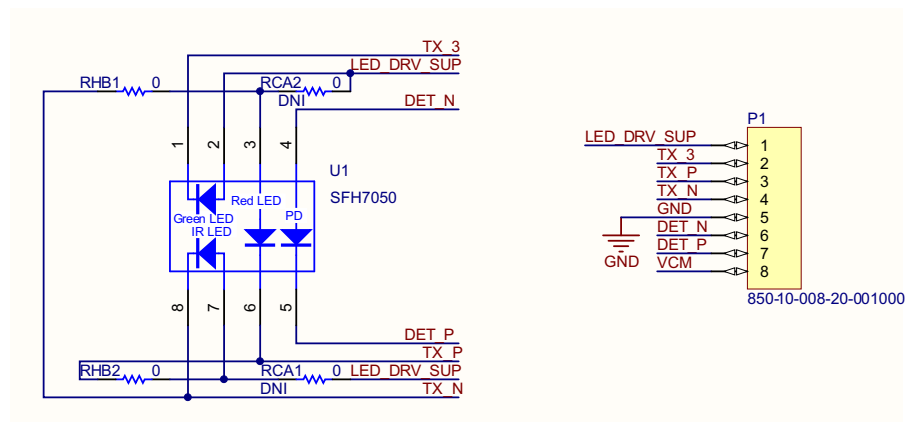 TX_3
LED_DRV_SUP
RHB1 0 RCA2 0
DNI
DET_N
1 2 3 4
U1
SFH7050
Red LED
PD
Green LED
IR LED
8 7 6 5
DET_P
TX_P
RHB2 0 RCA1 0 LED_DRV_SUP
DNI
TX_N
P1
LED_DRV_SUP 1
TX_3 2
TX_P 3
TX_N 4
GND 5
DET_N 6
DET_P 7
VCM 8
GND
850-10-008-20-001000